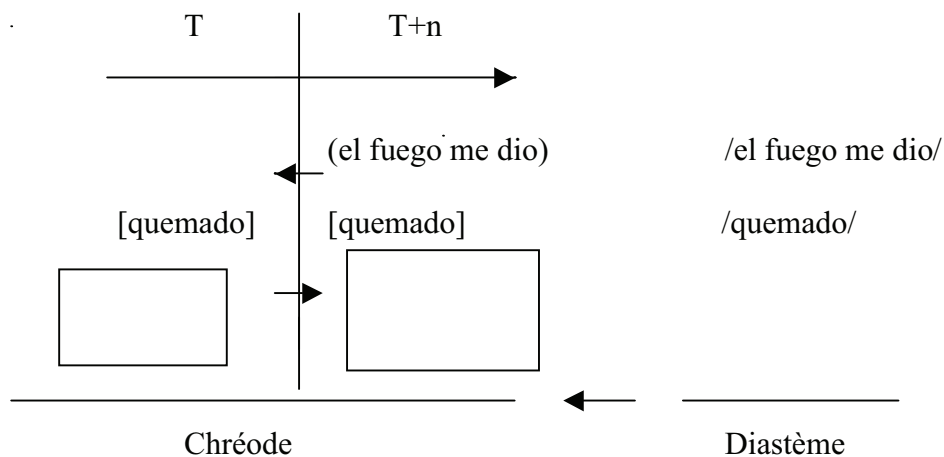 T T+n
(el fuego me dio) /el fuego me dio/
[quemado] [quemado] /quemado/
Chréode Diastème